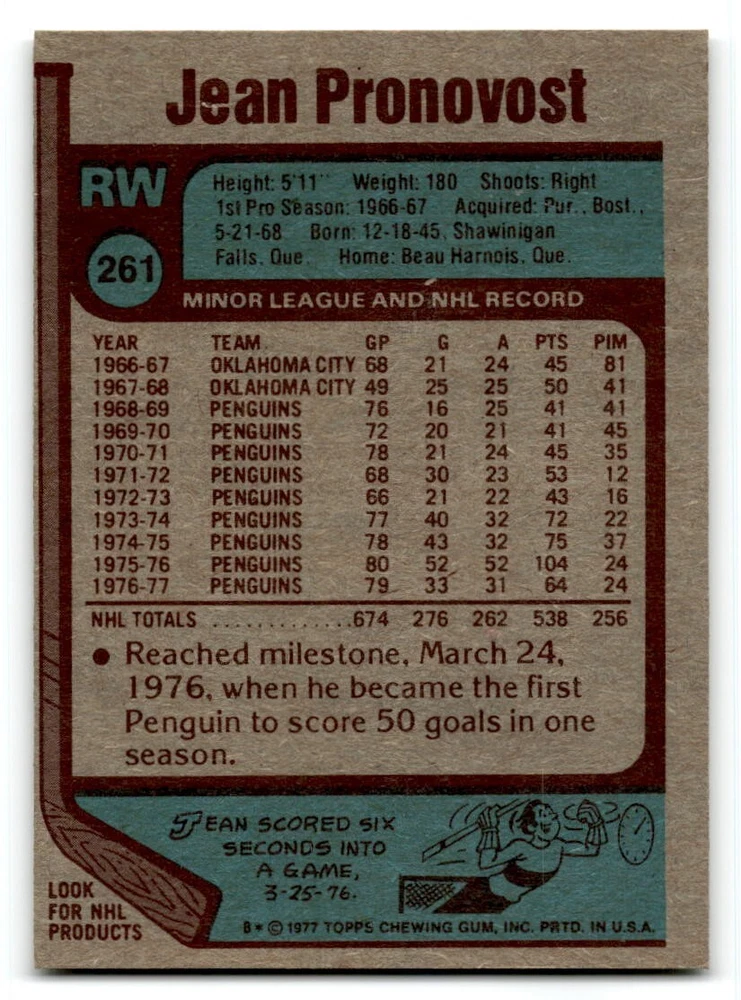 Jean Pronovost
RW
261
Height: 5'11" Weight: 180 Shoots: Right
1st Pro Season: 1966-67 Acquired: Pur., Bost.,
5-21-68 Born: 12-18-45, Shawinigan
Falls, Que. Home: Beau Harnois, Que.
MINOR LEAGUE AND NHL RECORD
YEAR TEAM GP G A PTS PIM
1966-67 OKLAHOMA CITY 68 21 24 45 81
1967-68 OKLAHOMA CITY 49 25 25 50 41
1968-69 PENGUINS 76 16 25 41 41
1969-70 PENGUINS 72 20 21 41 45
1970-71 PENGUINS 78 21 24 45 35
1971-72 PENGUINS 68 30 23 53 12
1972-73 PENGUINS 66 21 22 43 16
1973-74 PENGUINS 77 40 32 72 22
1974-75 PENGUINS 78 43 32 75 37
1975-76 PENGUINS 80 52 52 104 24
1976-77 PENGUINS 79 33 31 64 24
NHL TOTALS ............674 276 262 538 256
● Reached milestone, March 24,
1976, when he became the first
Penguin to score 50 goals in one
season.
JEAN SCORED SIX
SECONDS INTO
A GAME,
3-25-76.
LOOK
FOR NHL
PRODUCTS
B* © 1977 TOPPS CHEWING GUM, INC. PRTD. IN U.S.A.